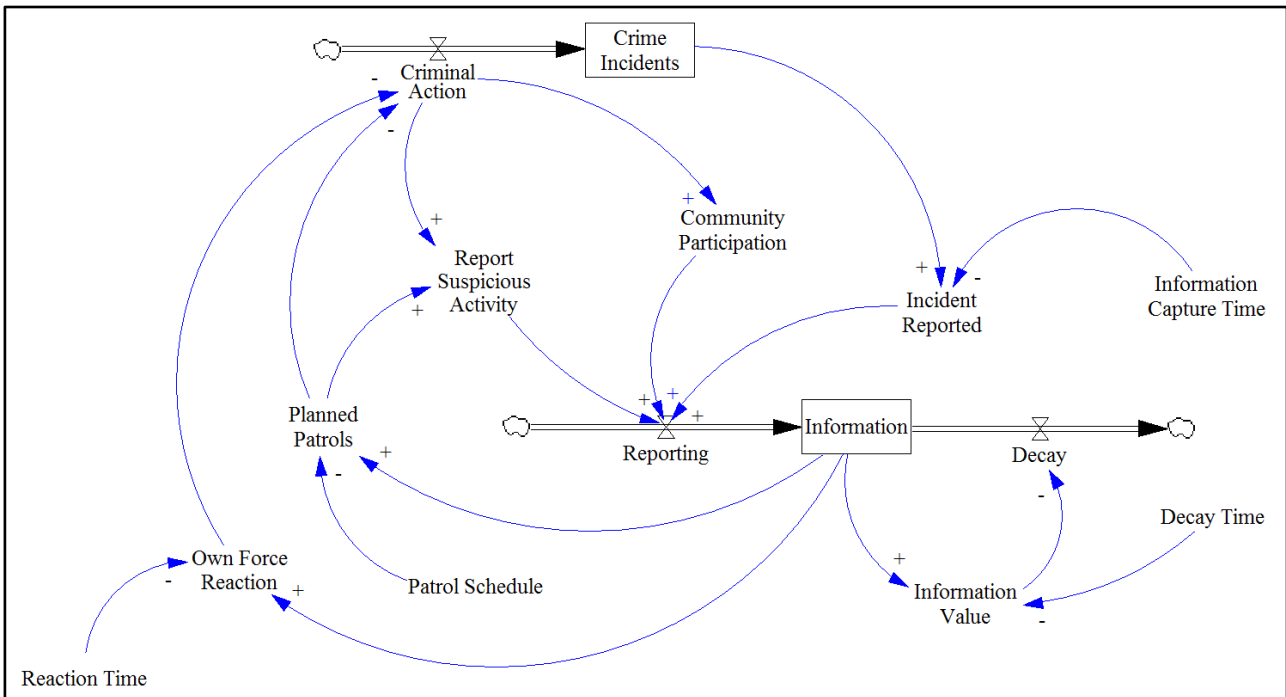 Crime
Incidents
-
Criminal
Action
-
+
Community
Participation
+
Report
Suspicious
Activity
+
+
-
Incident
Reported
Information
Capture Time
Planned
Patrols
+
+
+
Reporting
Information
Decay
+
-
-
Decay Time
Own Force
Reaction
-
+
Patrol Schedule
+
Information
Value
-
Reaction Time